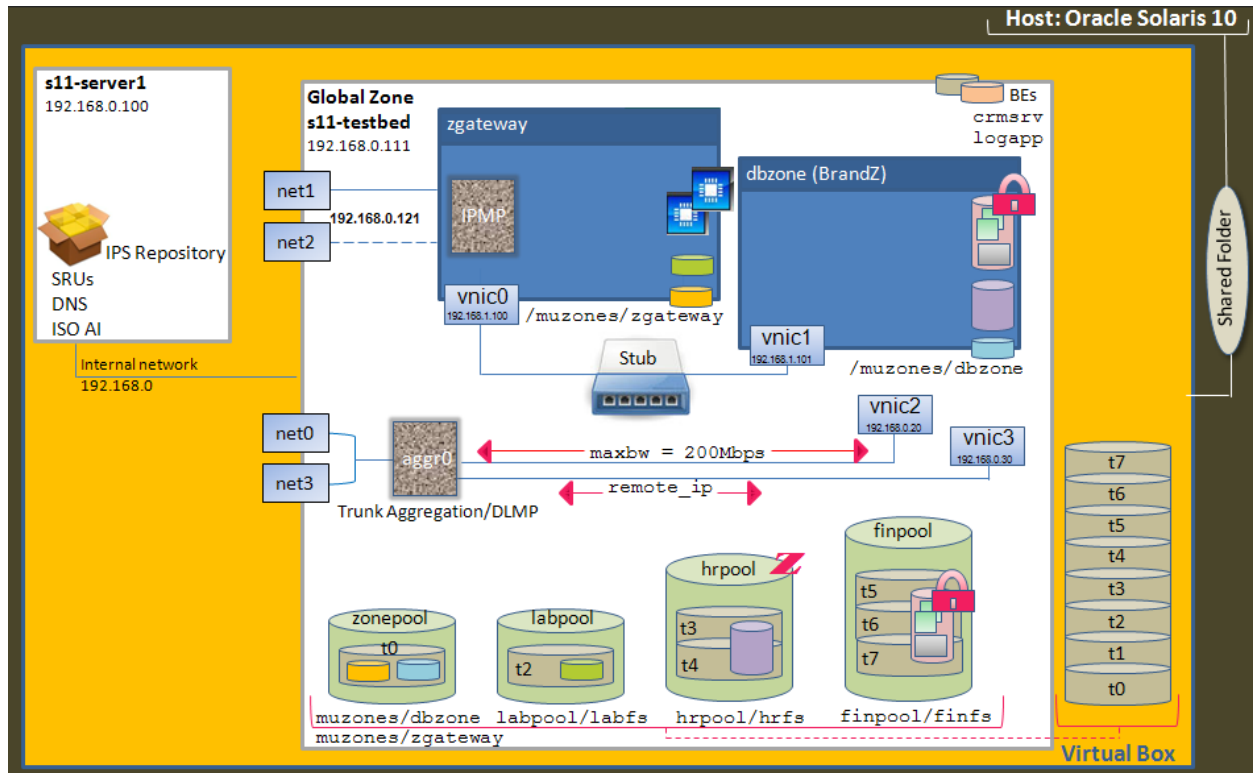 Host: Oracle Solaris 10
s11-server1
192.168.0.100
IPS Repository
SRUs
DNS
ISO AI
Internal network
192.168.0
Global Zone
s11-testbed
192.168.0.111
BEs
crmsrv
logapp
zgateway
dbzone (BrandZ)
net1
192.168.0.121
net2
IPMP
vnic0
192.168.1.100
/muzones/zgateway
vnic1
192.168.1.101
/muzones/dbzone
Stub
Shared Folder
net0
net3
aggr0
Trunk Aggregation/DLMP
maxbw = 200Mbps
remote_ip
vnic2
192.168.0.20
vnic3
192.168.0.30
zonepool
t0
labpool
t2
hrpool
Z
t3
t4
finpool
t5
t6
t7
muzones/dbzone
muzones/zgateway
labpool/labfs
hrpool/hrfs
finpool/finfs
t7
t6
t5
t4
t3
t2
t1
t0
Virtual Box